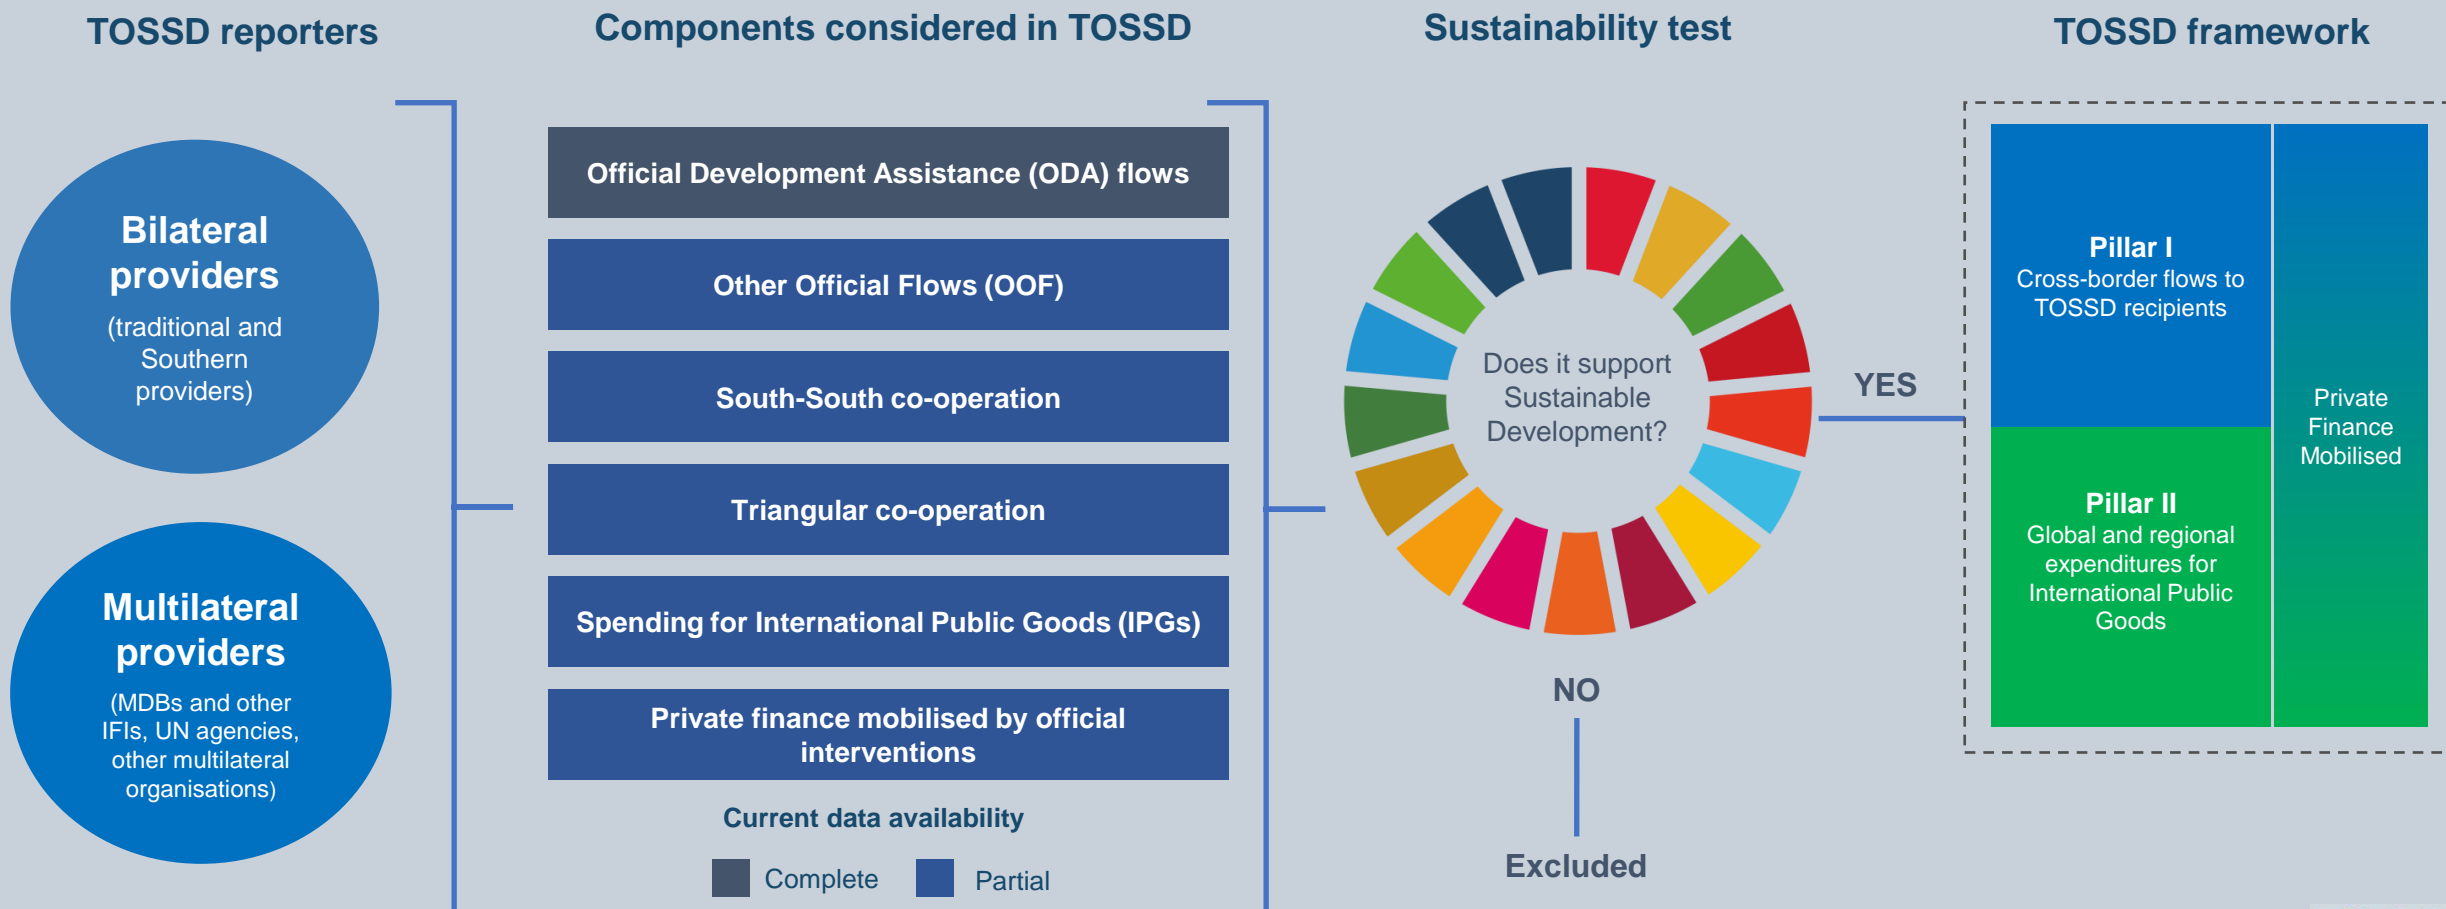 TOSSD reporters
Components considered in TOSSD
Sustainability test
TOSSD framework
Bilateral
providers
(traditional and
Southern
providers)
Multilateral
providers
(MDBs and other
IFIs, UN agencies,
other multilateral
organisations)
Official Development Assistance (ODA) flows
Other Official Flows (OOF)
South-South co-operation
Triangular co-operation
Spending for International Public Goods (IPGs)
Private finance mobilised by official
interventions
Current data availability
Complete
Partial
Does it support
Sustainable
Development?
YES
NO
Excluded
Pillar I
Cross-border flows to
TOSSD recipients
Pillar II
Global and regional
expenditures for
International Public
Goods
Private
Finance
Mobilised